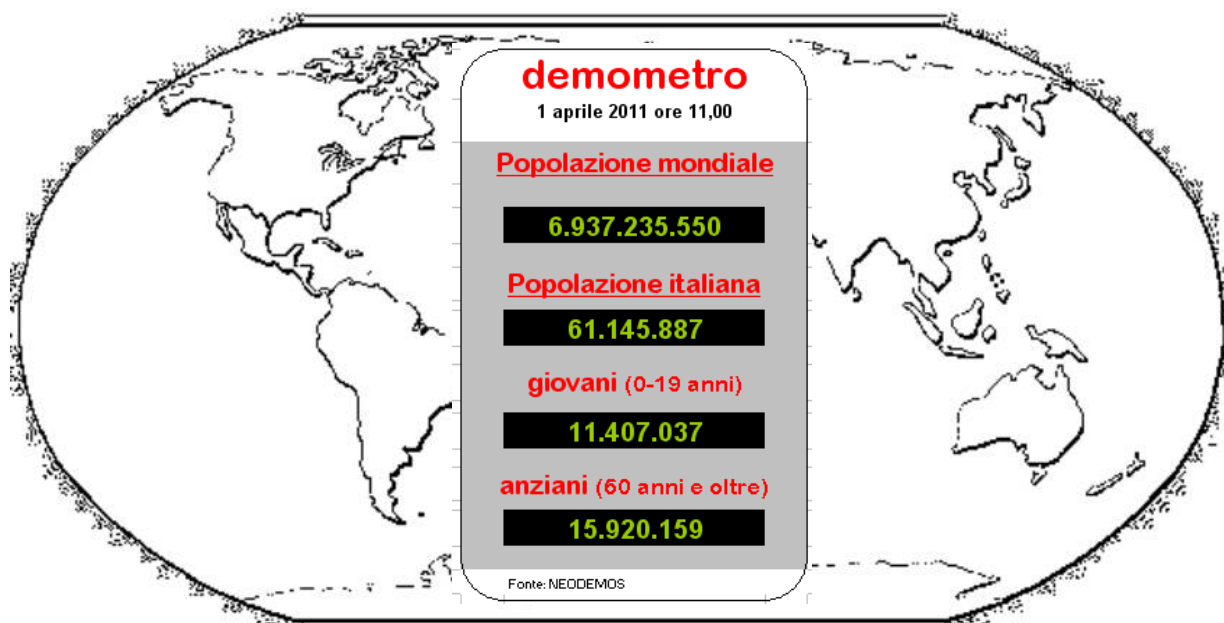 demometro
1 aprile 2011 ore 11,00
Popolazione mondiale
6.937.235.550
Popolazione italiana
61.145.887
giovani (0-19 anni)
11.407.037
anziani (60 anni e oltre)
15.920.159
Fonte: NEODEMOS